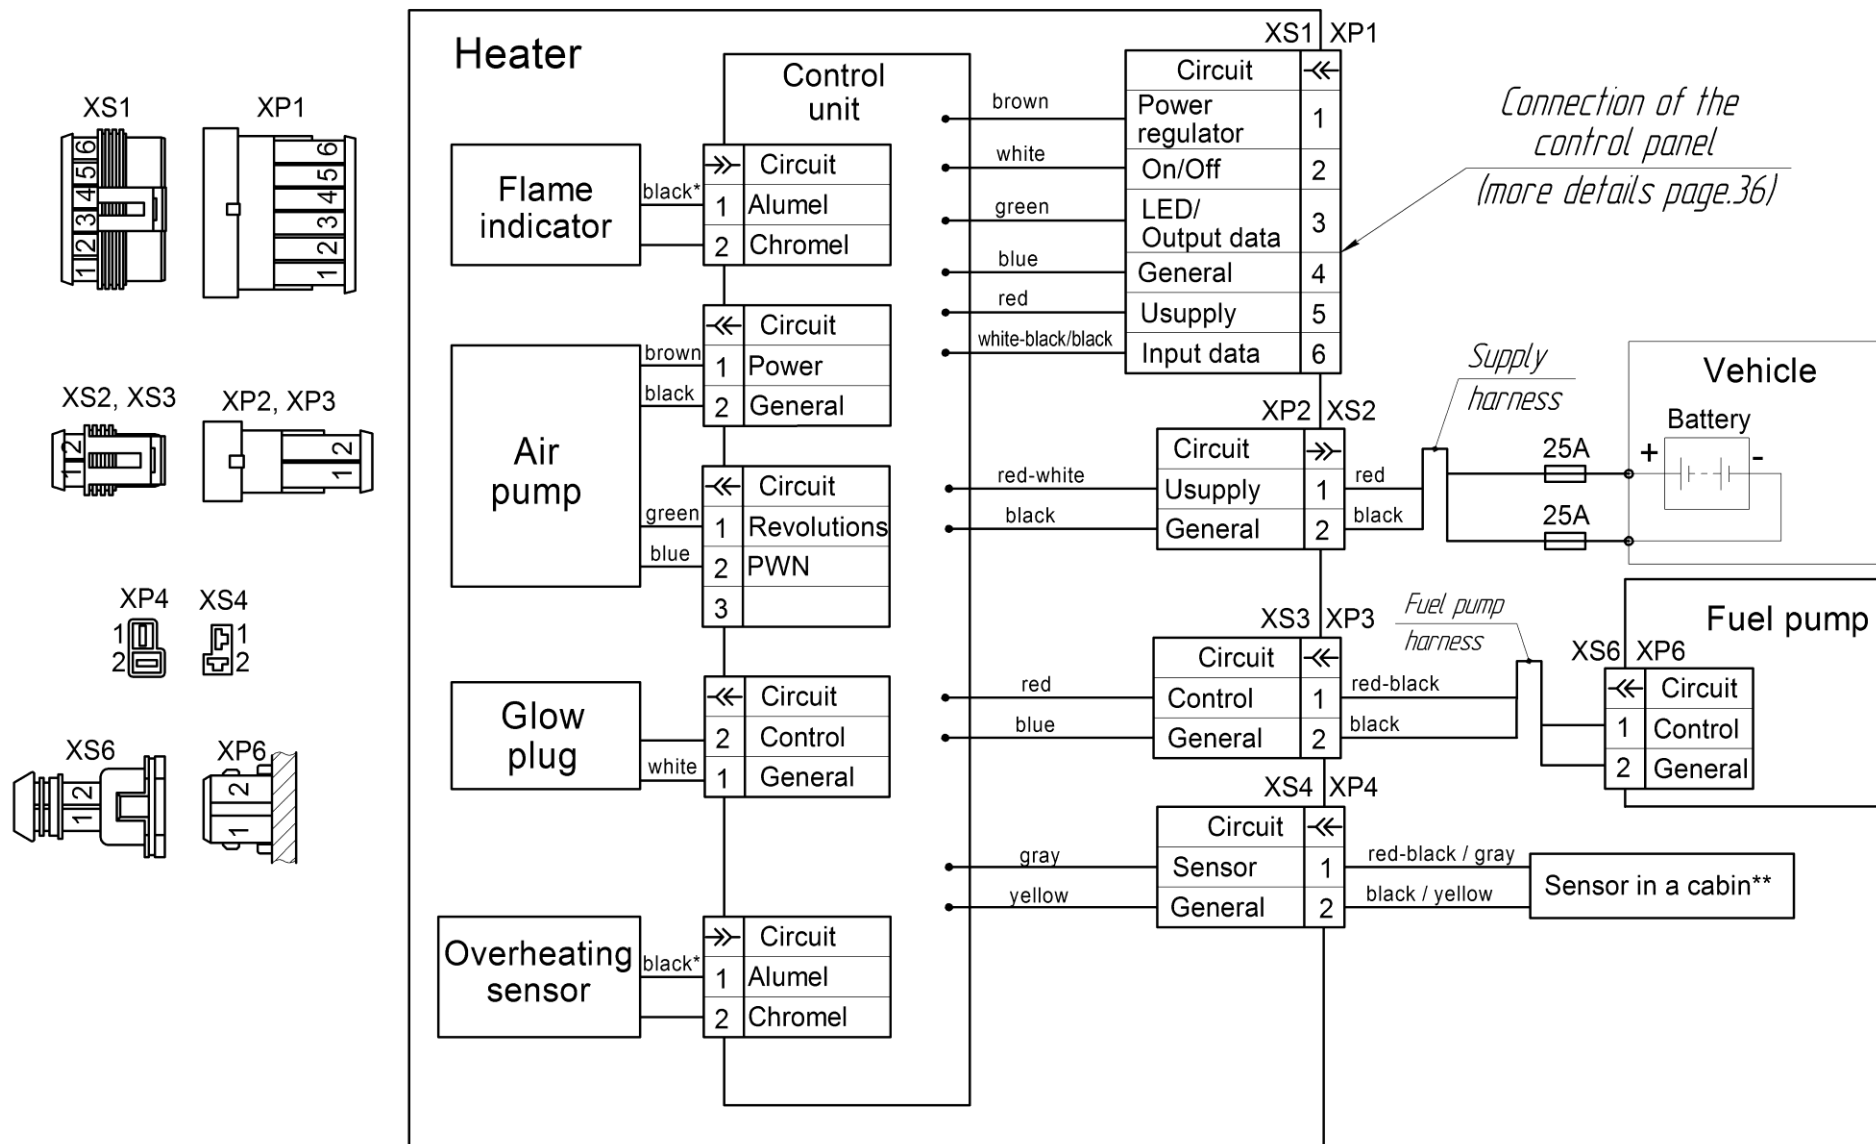 XS1
XP1
6
5
4
3
2
1
6
5
4
3
2
1
XS2, XS3
XP2, XP3
2
1
2
1
XP4
XS4
1
2
1
2
XS6
XP6
2
1
2
1
Heater
Control
unit
Flame
indicator
black*
Circuit
1 Alumel
2 Chromel
Air
pump
brown
black
Circuit
1 Power
2 General
green
blue
Circuit
1 Revolutions
2 PWN
3
Glow
plug
white
Circuit
2 Control
1 General
Overheating
sensor
black*
Circuit
1 Alumel
2 Chromel
XS1 XP1
Circuit
brown
Power
regulator
1
white
On/Off 2
green
LED/
Output data
3
blue
General 4
red
Usupply 5
white-black/black
Input data 6
Connection of the
control panel
(more details page.36)
XP2 XS2
Circuit
red-white
Usupply 1
red
black
General 2
black
Supply
harness
25A
25A
Vehicle
Battery
+ -
XS3 XP3
Circuit
red
Control 1
red-black
blue
General 2
black
Fuel pump
harness
Fuel pump
XS6 XP6
Circuit
1 Control
2 General
XS4 XP4
Circuit
gray
Sensor 1
red-black / gray
yellow
General 2
black / yellow
Sensor in a cabin**